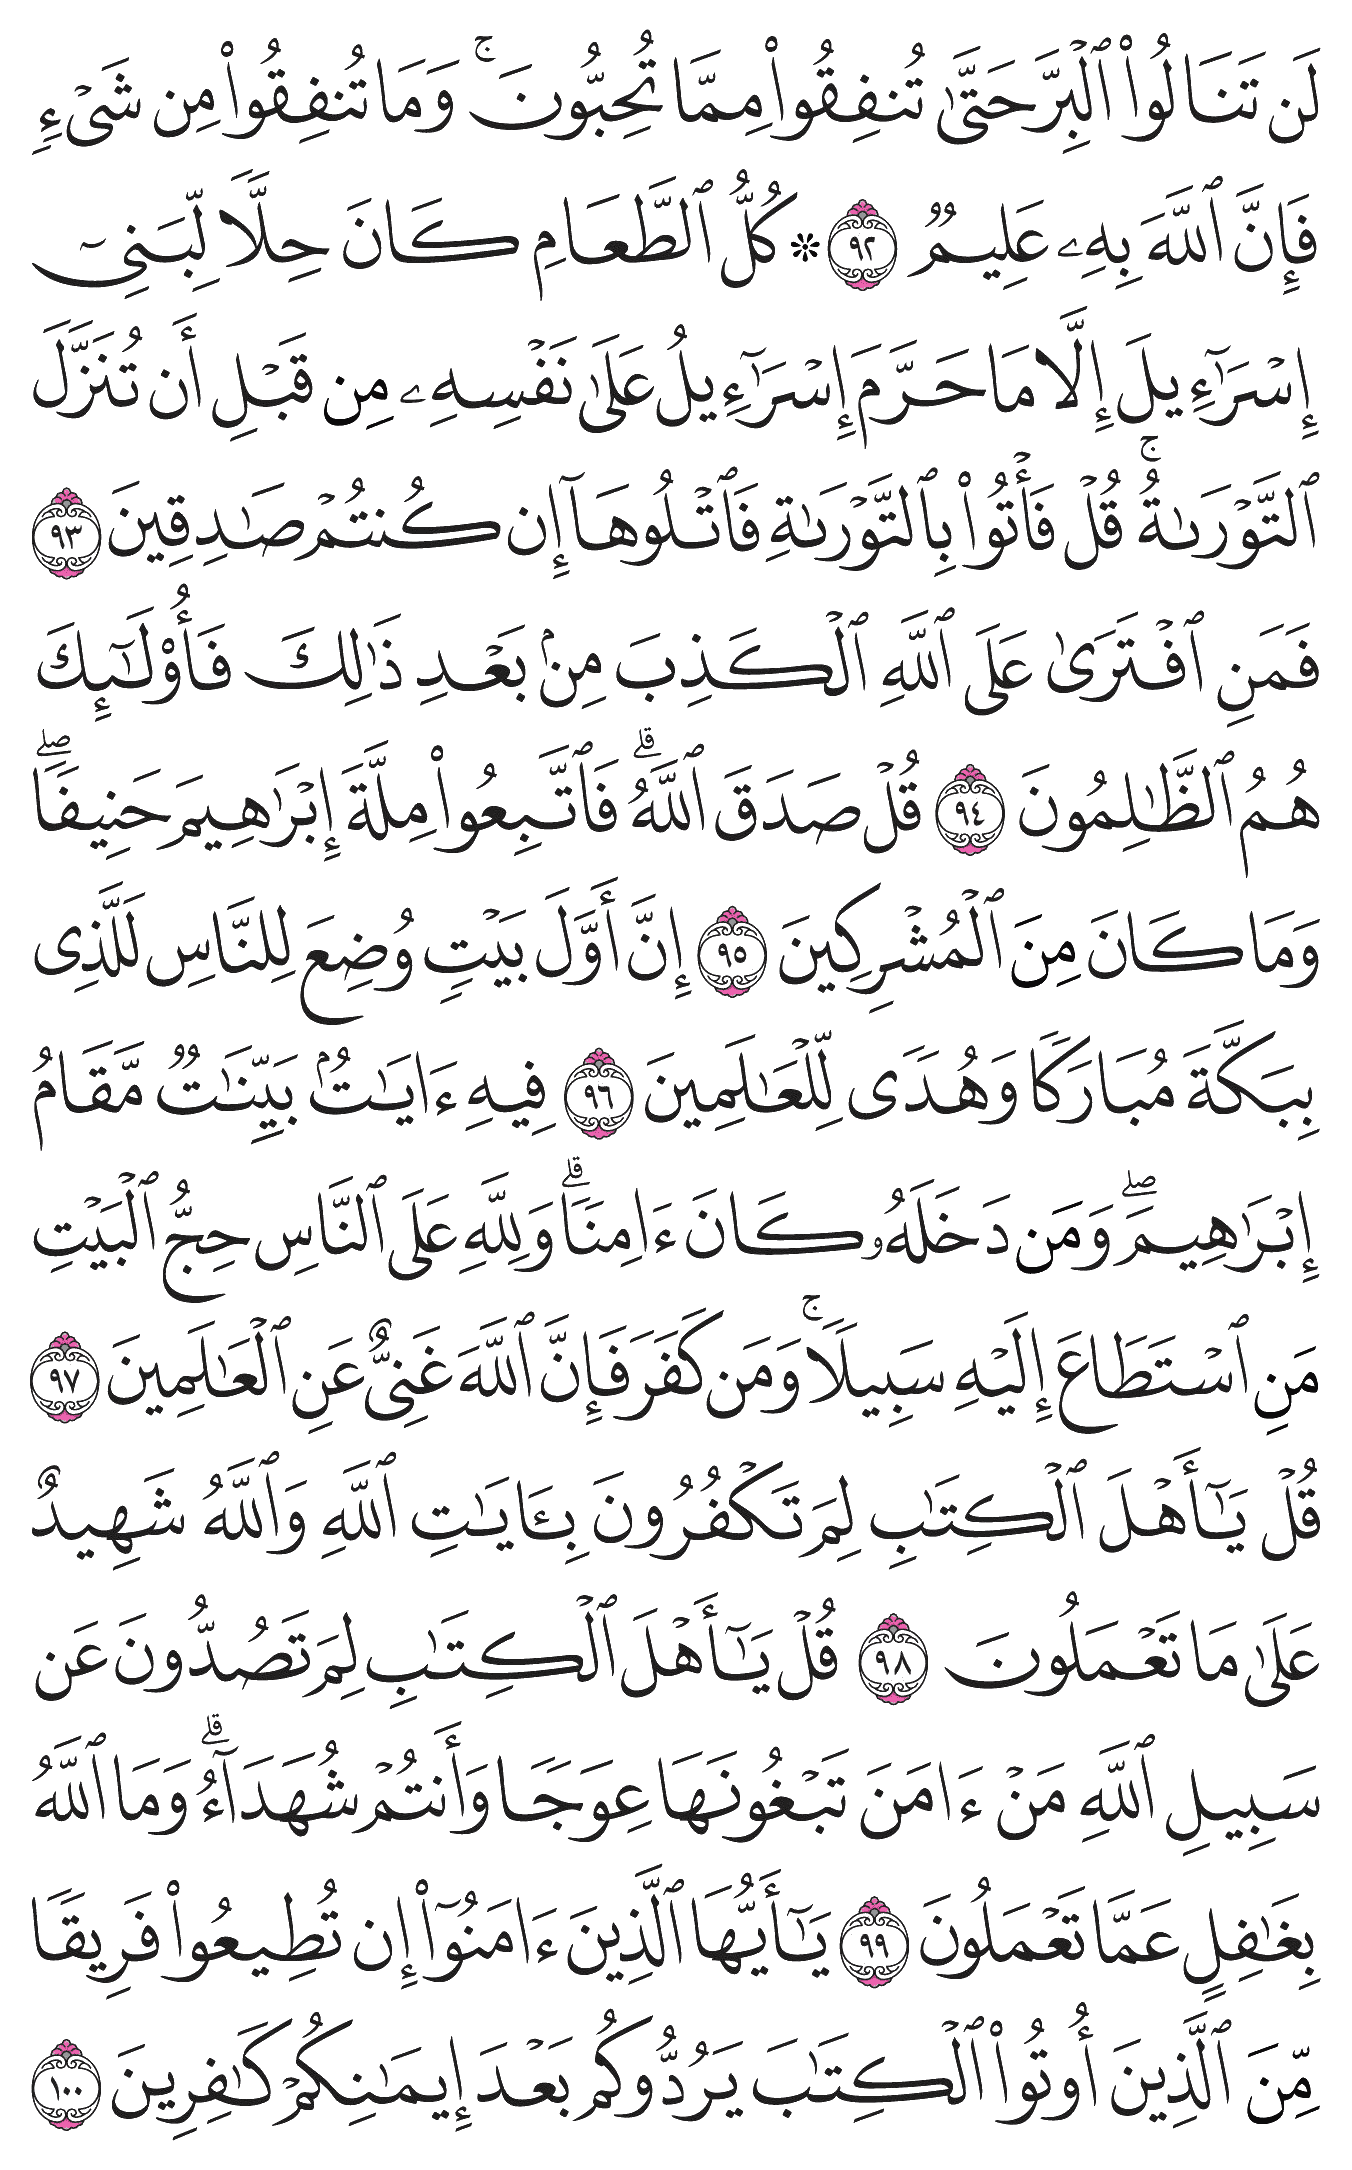 لَن تَنَالُوا۟ ٱلْبِرَّ حَتَّىٰ تُنفِقُوا۟ مِمَّا تُحِبُّونَ ۚ وَمَا تُنفِقُوا۟ مِن شَىْءٍ
فَإِنَّ ٱللَّهَ بِهِۦ عَلِيمٌ ٩٢ ۞ كُلُّ ٱلطَّعَامِ كَانَ حِلًّا لِّبَنِىٓ
إِسْرَٰٓءِيلَ إِلَّا مَا حَرَّمَ إِسْرَٰٓءِيلُ عَلَىٰ نَفْسِهِۦ مِن قَبْلِ أَن تُنَزَّلَ
ٱلتَّوْرَىٰةُ ۚ قُلْ فَأْتُوا۟ بِٱلتَّوْرَىٰةِ فَٱتْلُوهَآ إِن كُنتُمْ صَٰدِقِينَ ٩٣
فَمَنِ ٱفْتَرَىٰ عَلَى ٱللَّهِ ٱلْكَذِبَ مِنۢ بَعْدِ ذَٰلِكَ فَأُو۟لَٰٓئِكَ
هُمُ ٱلظَّٰلِمُونَ ٩٤ قُلْ صَدَقَ ٱللَّهُ ۗ فَٱتَّبِعُوا۟ مِلَّةَ إِبْرَٰهِيمَ حَنِيفًا ۖ
وَمَا كَانَ مِنَ ٱلْمُشْرِكِينَ ٩٥ إِنَّ أَوَّلَ بَيْتٍ وُضِعَ لِلنَّاسِ لَلَّذِى
بِبَكَّةَ مُبَارَكًا وَهُدًى لِّلْعَٰلَمِينَ ٩٦ فِيهِ ءَايَٰتٌۢ بَيِّنَٰتٌ مَّقَامُ
إِبْرَٰهِيمَ ۖ وَمَن دَخَلَهُۥ كَانَ ءَامِنًا ۗ وَلِلَّهِ عَلَى ٱلنَّاسِ حِجُّ ٱلْبَيْتِ
مَنِ ٱسْتَطَاعَ إِلَيْهِ سَبِيلًا ۚ وَمَن كَفَرَ فَإِنَّ ٱللَّهَ غَنِىٌّ عَنِ ٱلْعَٰلَمِينَ ٩٧
قُلْ يَٰٓأَهْلَ ٱلْكِتَٰبِ لِمَ تَكْفُرُونَ بِـَٔايَٰتِ ٱللَّهِ وَٱللَّهُ شَهِيدٌ
عَلَىٰ مَا تَعْمَلُونَ ٩٨ قُلْ يَٰٓأَهْلَ ٱلْكِتَٰبِ لِمَ تَصُدُّونَ عَن
سَبِيلِ ٱللَّهِ مَنْ ءَامَنَ تَبْغُونَهَا عِوَجًا وَأَنتُمْ شُهَدَآءُ ۗ وَمَا ٱللَّهُ
بِغَٰفِلٍ عَمَّا تَعْمَلُونَ ٩٩ يَٰٓأَيُّهَا ٱلَّذِينَ ءَامَنُوٓا۟ إِن تُطِيعُوا۟ فَرِيقًا
مِّنَ ٱلَّذِينَ أُوتُوا۟ ٱلْكِتَٰبَ يَرُدُّوكُم بَعْدَ إِيمَٰنِكُمْ كَٰفِرِينَ ١٠٠